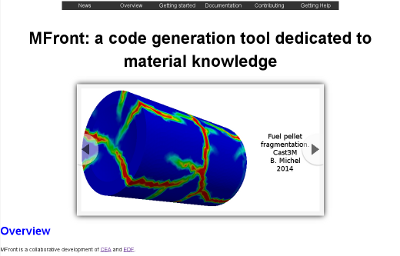 News Overview Getting started Documentation Contributing Getting Help
MFront: a code generation tool dedicated to
material knowledge
Fuel pellet
fragmentation
Cast3M
B. Michel
2014
Overview
MFront is a collaborative development of CEA and EDF